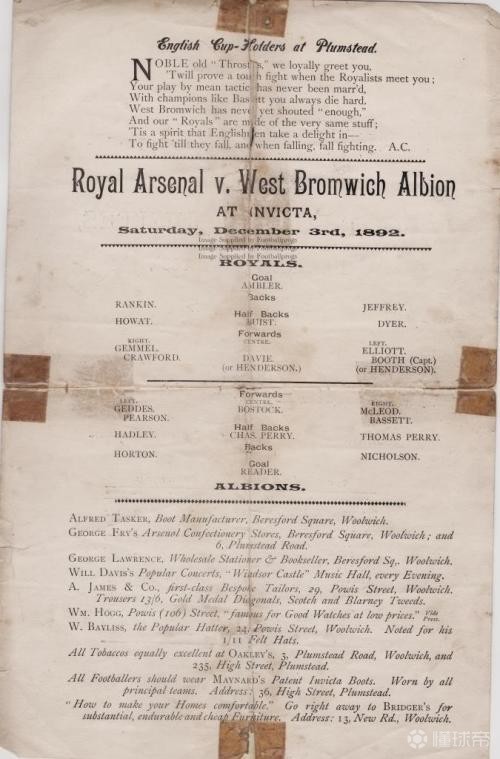 English Cup-Holders at Plumstead.
NOBLE old "Throstles," we loyally greet you,
'Twill prove a tough fight when the Royalists meet you;
Your play by mean tactic has never been marr'd,
With champions like Bassett you always die hard.
West Bromwich has never yet shouted "enough,"
And our "Royals" are made of the very same stuff;
'Tis a spirit that Englishmen take a delight in—
To fight 'till they fall, and when falling, fall fighting. A.C.
Royal Arsenal v. West Bromwich Albion
AT INVICTA,
Saturday, December 3rd, 1892.
Image Supplied by Footballprogs
Image Supplied by Footballprogs
ROYALS.
Goal
AMBLER.
Backs
RANKIN. JEFFREY.
Half Backs
HOWAT. BUIST. DYER.
Forwards
RIGHT. CENTRE. LEFT.
GEMMEL. ELLIOTT.
CRAWFORD. DAVIE. BOOTH (Capt.)
(or HENDERSON.) (or HENDERSON).
Forwards
LEFT. CENTRE. RIGHT.
GEDDES. BOSTOCK. McLEOD.
PEARSON. BASSETT.
Half Backs
HADLEY. CHAS. PERRY. THOMAS PERRY.
Backs
HORTON. NICHOLSON.
Goal
READER.
ALBIONS.
ALFRED TASKER, Boot Manufacturer, Beresford Square, Woolwich.
GEORGE FRY'S Arsenal Confectionery Stores, Beresford Square, Woolwich; and
6, Plumstead Road.
GEORGE LAWRENCE, Wholesale Stationer & Bookseller, Beresford Sq., Woolwich.
WILL DAVIS'S Popular Concerts, "Windsor Castle" Music Hall, every Evening.
A. JAMES & CO., first-class Bespoke Tailors, 29, Powis Street, Woolwich.
Trousers 13/6, Gold Medal Diagonals, Scotch and Blarney Tweeds.
WM. HOGG, Powis (106) Street, "famous for Good Watches at low prices." Vide Press.
W. BAYLISS, the Popular Hatter, 24, Powis Street, Woolwich. Noted for his
1/11 Felt Hats.
All Tobaccos equally excellent at OAKLEY'S, 3, Plumstead Road, Woolwich, and
235, High Street, Plumstead.
All Footballers should wear MAYNARD'S Patent Invicta Boots. Worn by all
principal teams. Address: 36, High Street, Plumstead.
"How to make your Homes comfortable." Go right away to BRIDGER'S for
substantial, endurable and cheap Furniture. Address: 13, New Rd., Woolwich.
懂球帝